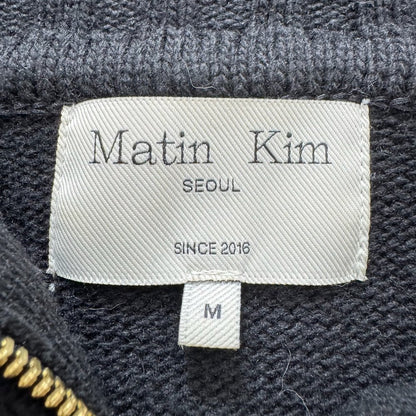 Matin Kim
SEOUL
SINCE 2016
M